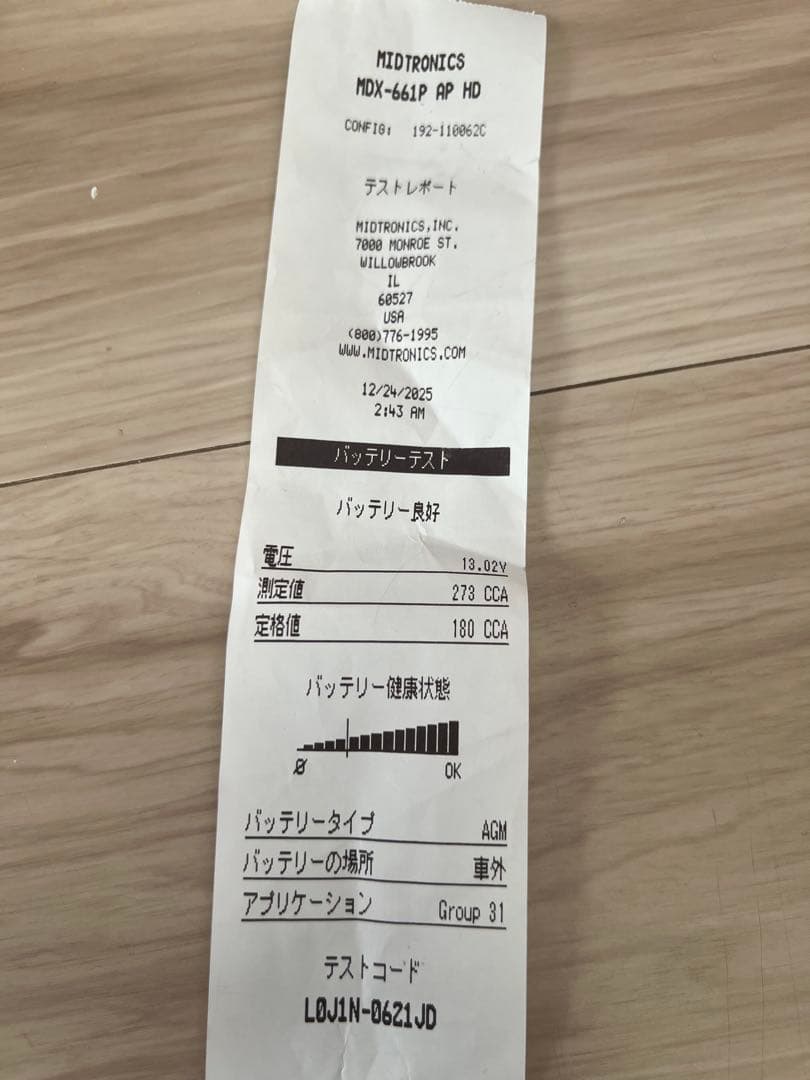 MIDTRONICS
MDX-661P AP HD
CONFIG: 192-110062C
テストレポート
MIDTRONICS,INC.
7000 MONROE ST.
WILLOWBROOK
IL
60527
USA
(800)776-1995
WWW.MIDTRONICS.COM
12/24/2025
2:43 AM
バッテリーテスト
バッテリー良好
電圧 13.02V
測定値 273 CCA
定格値 180 CCA
バッテリー健康状態
0 OK
バッテリータイプ AGM
バッテリーの場所 車外
アプリケーション Group 31
テストコード
L0J1N-0621JD